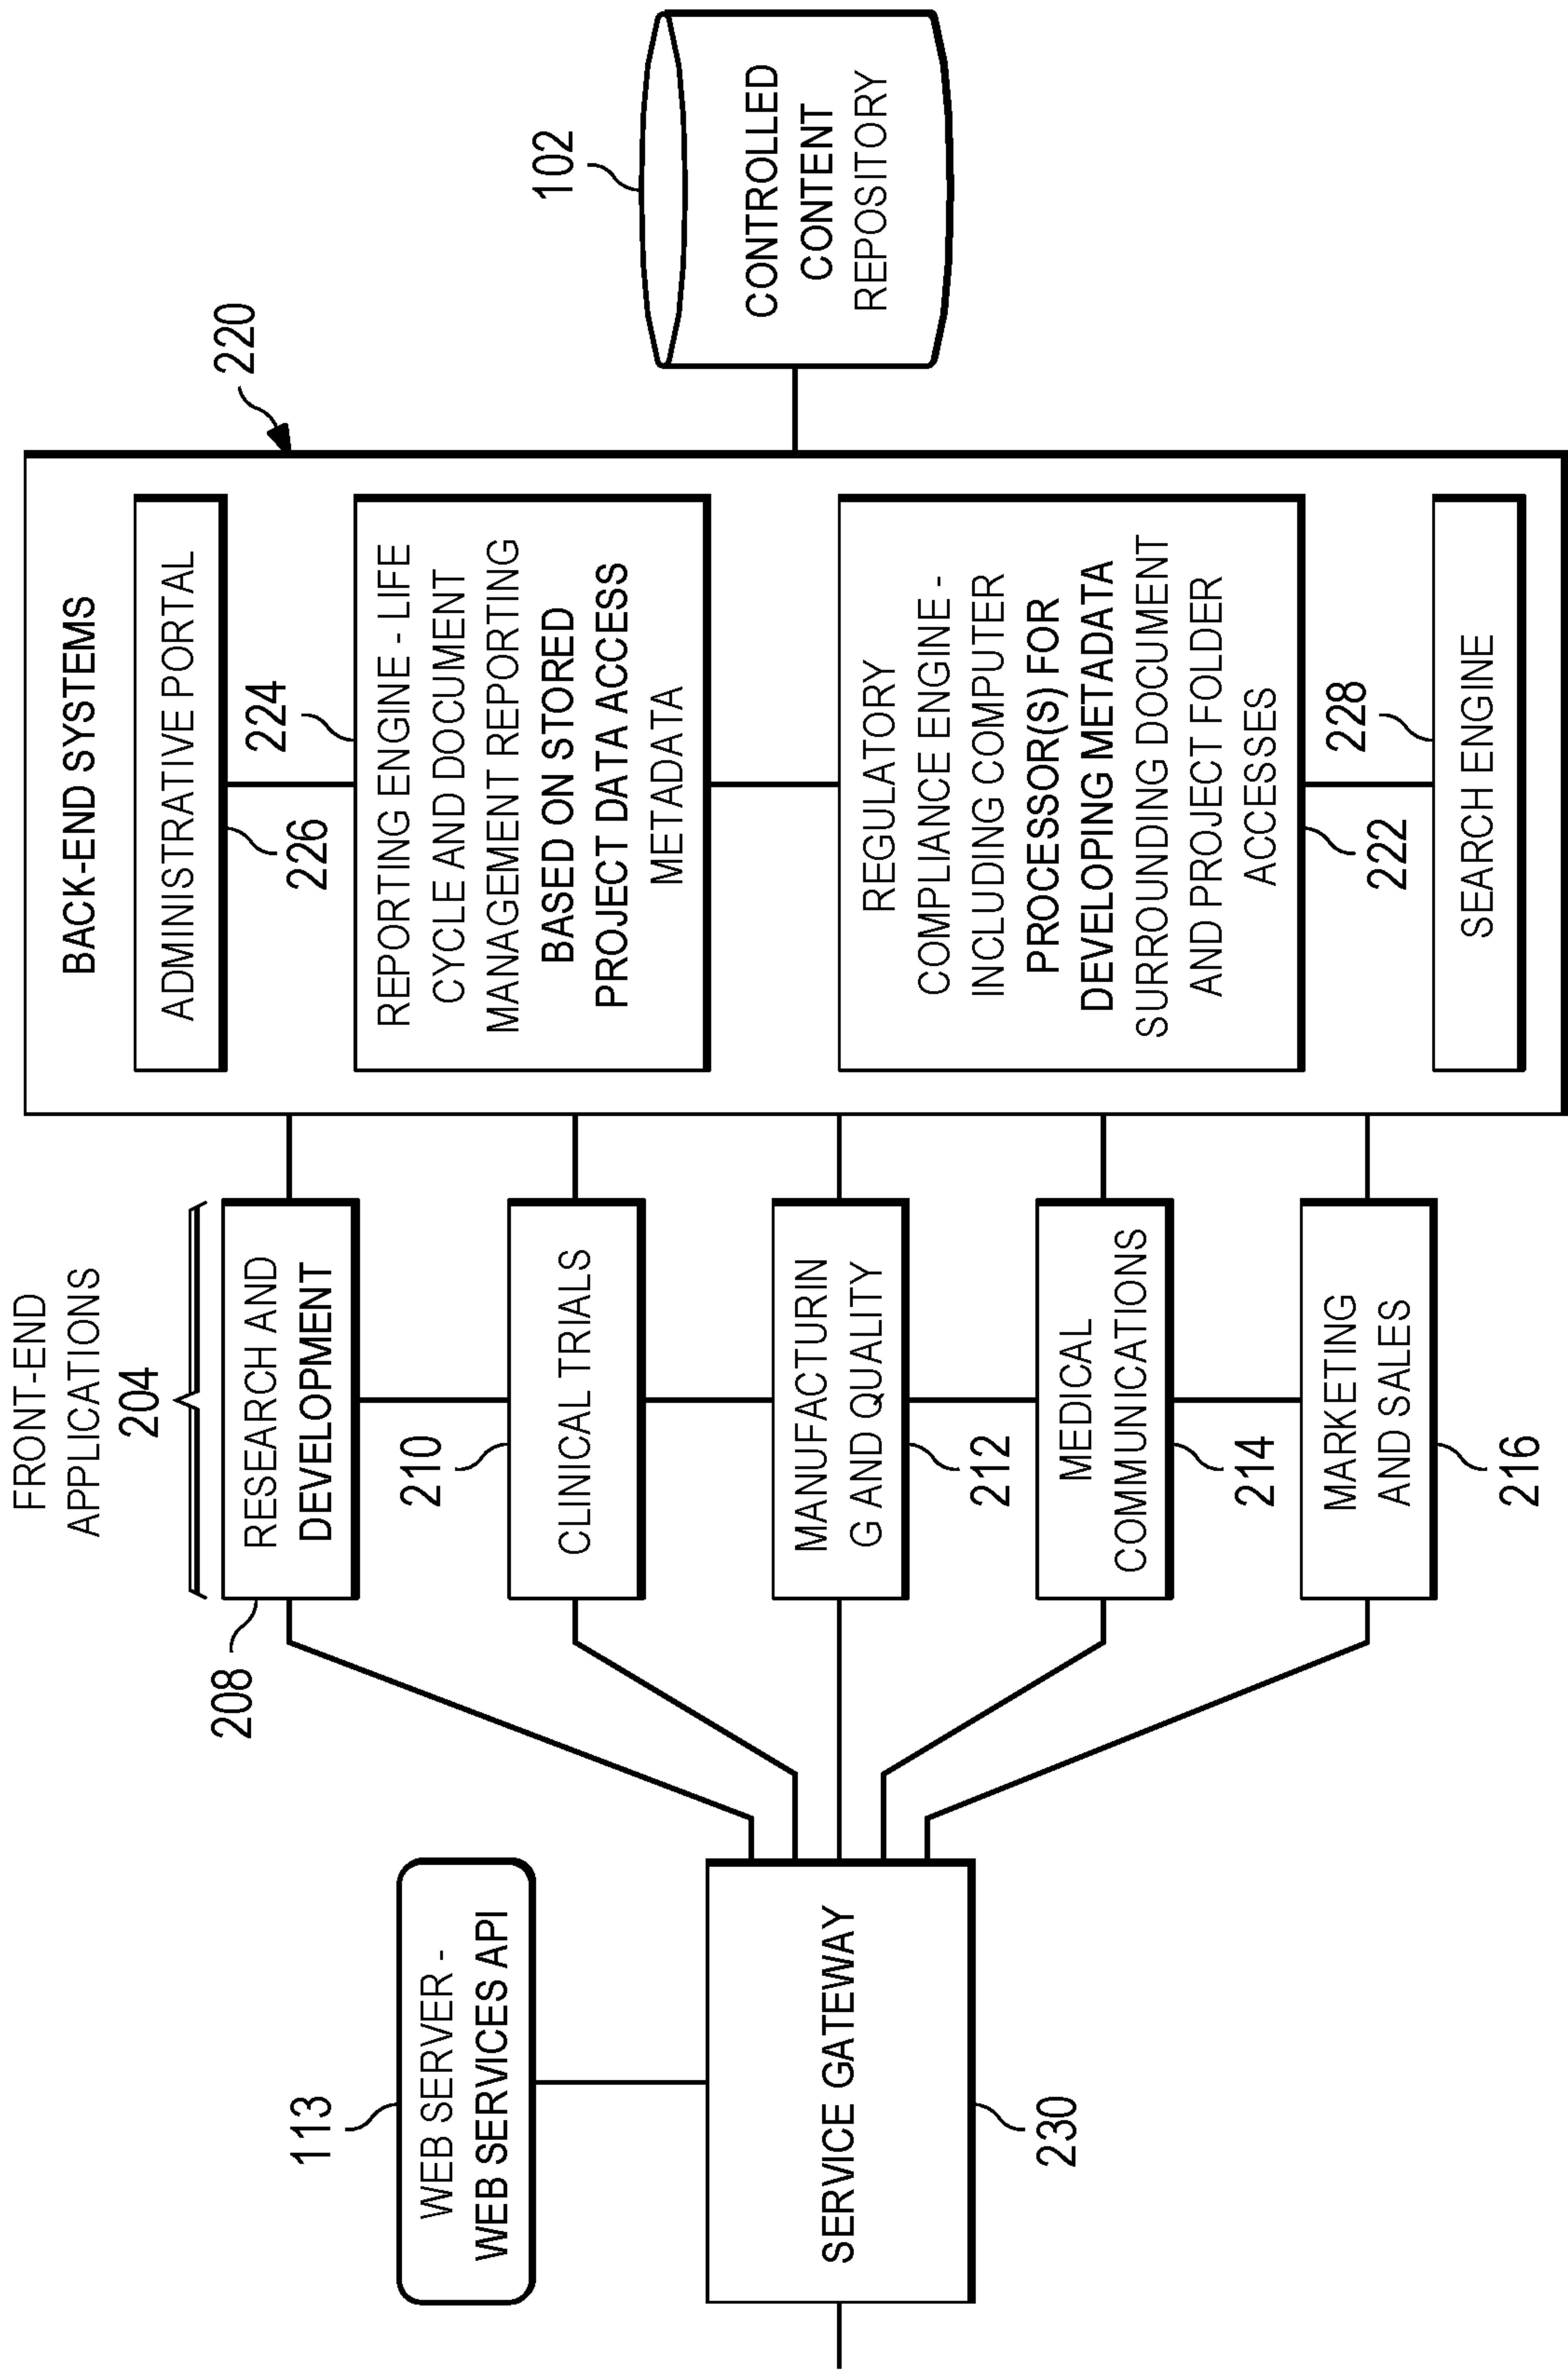 113
WEB SERVER -
WEB SERVICES API
SERVICE GATEWAY
230
FRONT-END
APPLICATIONS
204
208
RESEARCH AND
DEVELOPMENT
210
CLINICAL TRIALS
MANUFACTURIN
G AND QUALITY
212
MEDICAL
COMMUNICATIONS
214
MARKETING
AND SALES
216
220
BACK-END SYSTEMS
ADMINISTRATIVE PORTAL
226
224
REPORTING ENGINE - LIFE
CYCLE AND DOCUMENT
MANAGEMENT REPORTING
BASED ON STORED
PROJECT DATA ACCESS
METADATA
REGULATORY
COMPLIANCE ENGINE -
INCLUDING COMPUTER
PROCESSOR(S) FOR
DEVELOPING METADATA
SURROUNDING DOCUMENT
AND PROJECT FOLDER
ACCESSES
222
228
SEARCH ENGINE
102
CONTROLLED
CONTENT
REPOSITORY